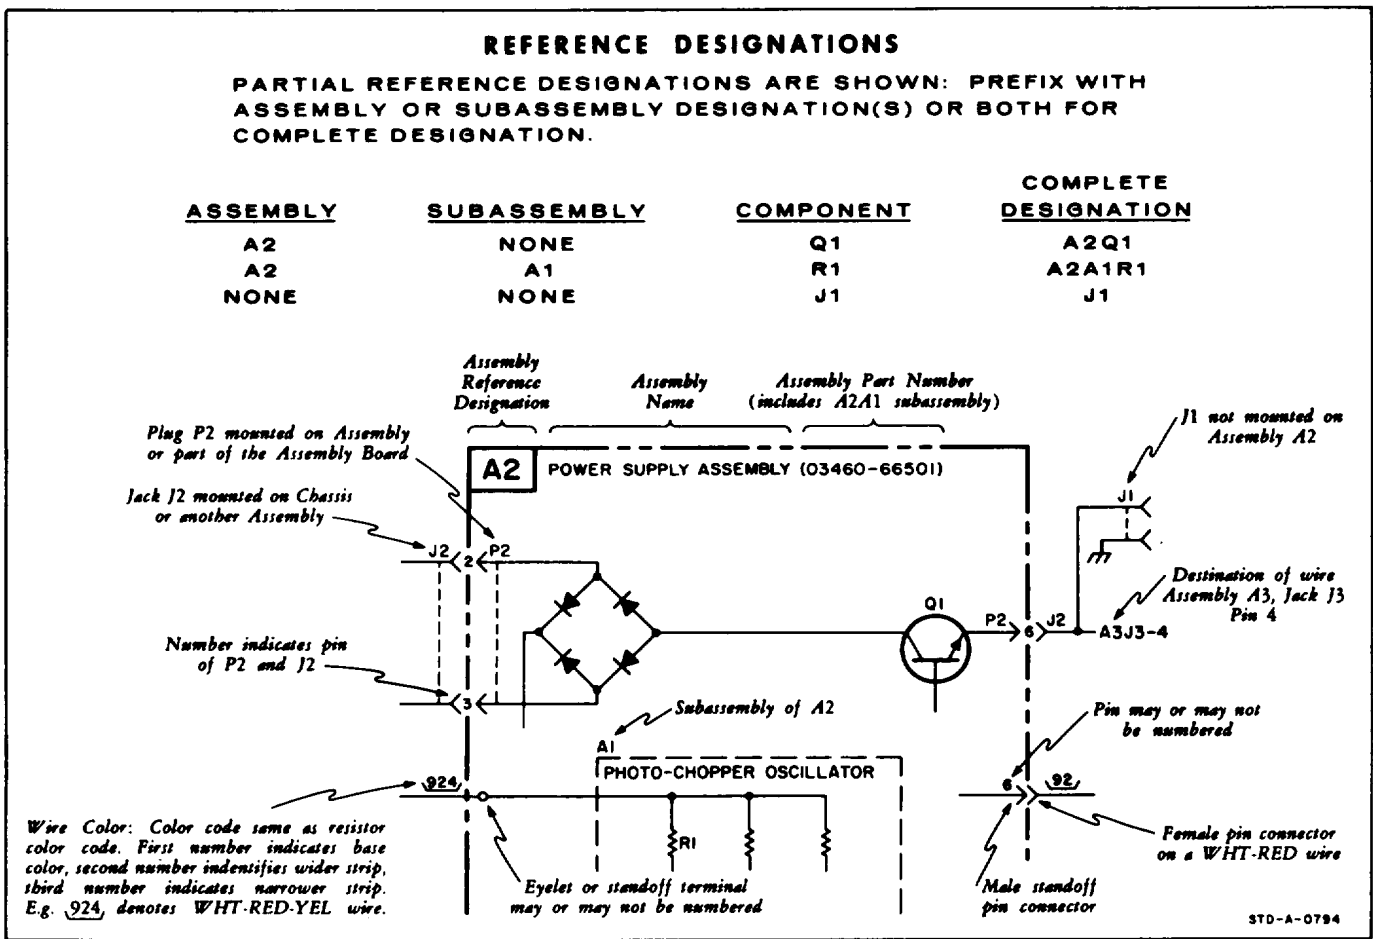 REFERENCE DESIGNATIONS
PARTIAL REFERENCE DESIGNATIONS ARE SHOWN: PREFIX WITH
ASSEMBLY OR SUBASSEMBLY DESIGNATION(S) OR BOTH FOR
COMPLETE DESIGNATION.
ASSEMBLY SUBASSEMBLY COMPONENT COMPLETE DESIGNATION
A2 NONE Q1 A2Q1
A2 A1 R1 A2A1R1
NONE NONE J1 J1
Assembly
Reference
Designation
Assembly
Name
Assembly Part Number
(includes A2A1 subassembly)
J1 not mounted on
Assembly A2
Plug P2 mounted on Assembly
or part of the Assembly Board
A2
POWER SUPPLY ASSEMBLY (03460-66501)
Jack J2 mounted on Chassis
or another Assembly
J1
J2 2 P2
Destination of wire
Assembly A3, Jack J3
Pin 4
Q1
P2 6 J2
A3J3-4
Number indicates pin
of P2 and J2
3
Subassembly of A2
Pin may or may not
be numbered
A1
PHOTO-CHOPPER OSCILLATOR
924
6 92
R1
Wire Color: Color code same as resistor
color code. First number indicates base
color, second number indentifies wider strip,
third number indicates narrower strip.
E.g. 924 denotes WHT-RED-YEL wire.
Eyelet or standoff terminal
may or may not be numbered
Male standoff
pin connector
Female pin connector
on a WHT-RED wire
STD-A-0794